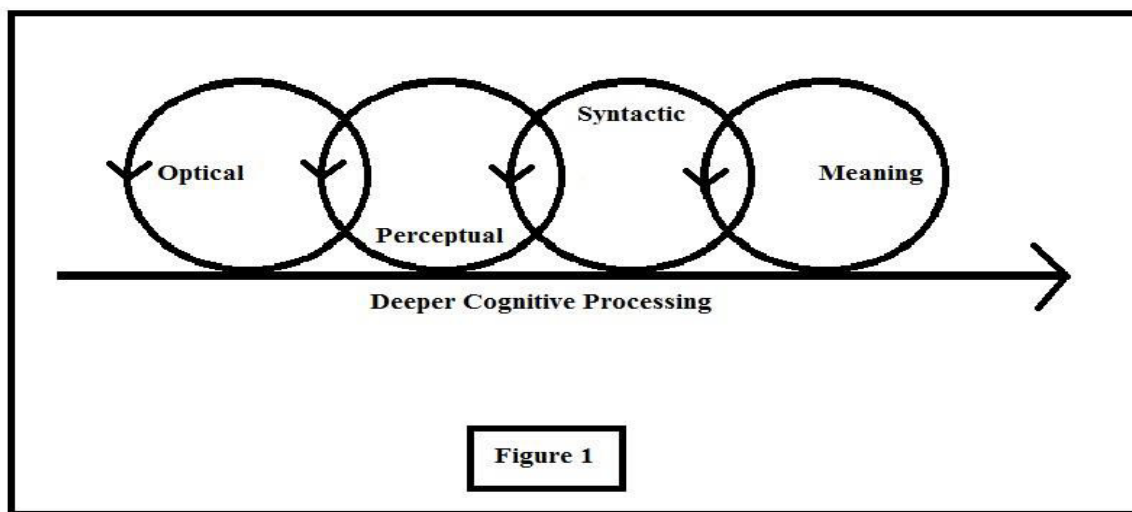 Optical
Perceptual
Syntactic
Meaning
Deeper Cognitive Processing
Figure 1